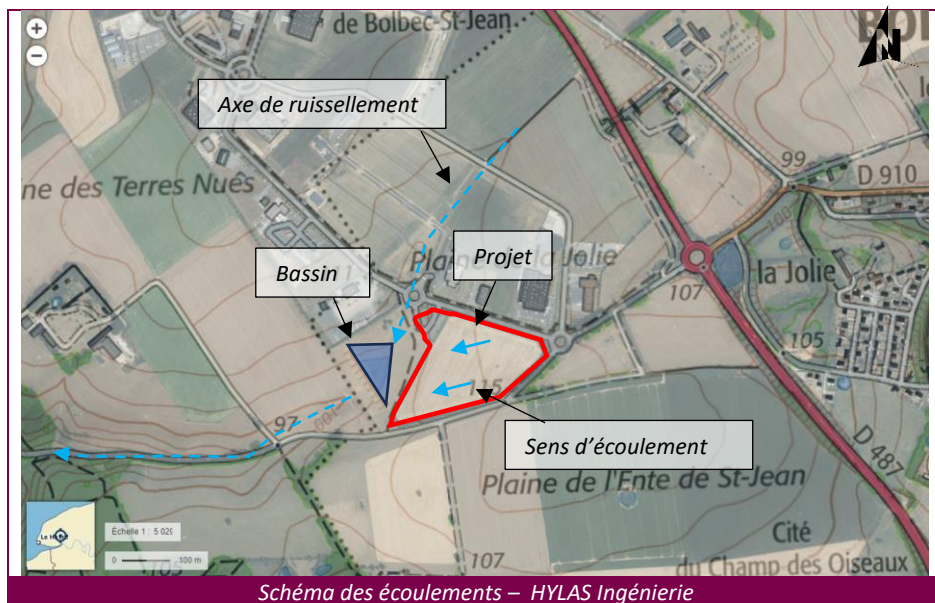 +
−
de Bolbec-St-Jean
N
Axe de ruissellement
99
D 910
ne des Terres Nues
Bassin
Projet
la Jolie
107
105
97
100
Sens d'écoulement
Plaine de l'Ente de St-Jean
D 487
Échelle 1 : 5 029
0 100 m
107
Cité
du Champ des Oiseaux
Schéma des écoulements – HYLAS Ingénierie